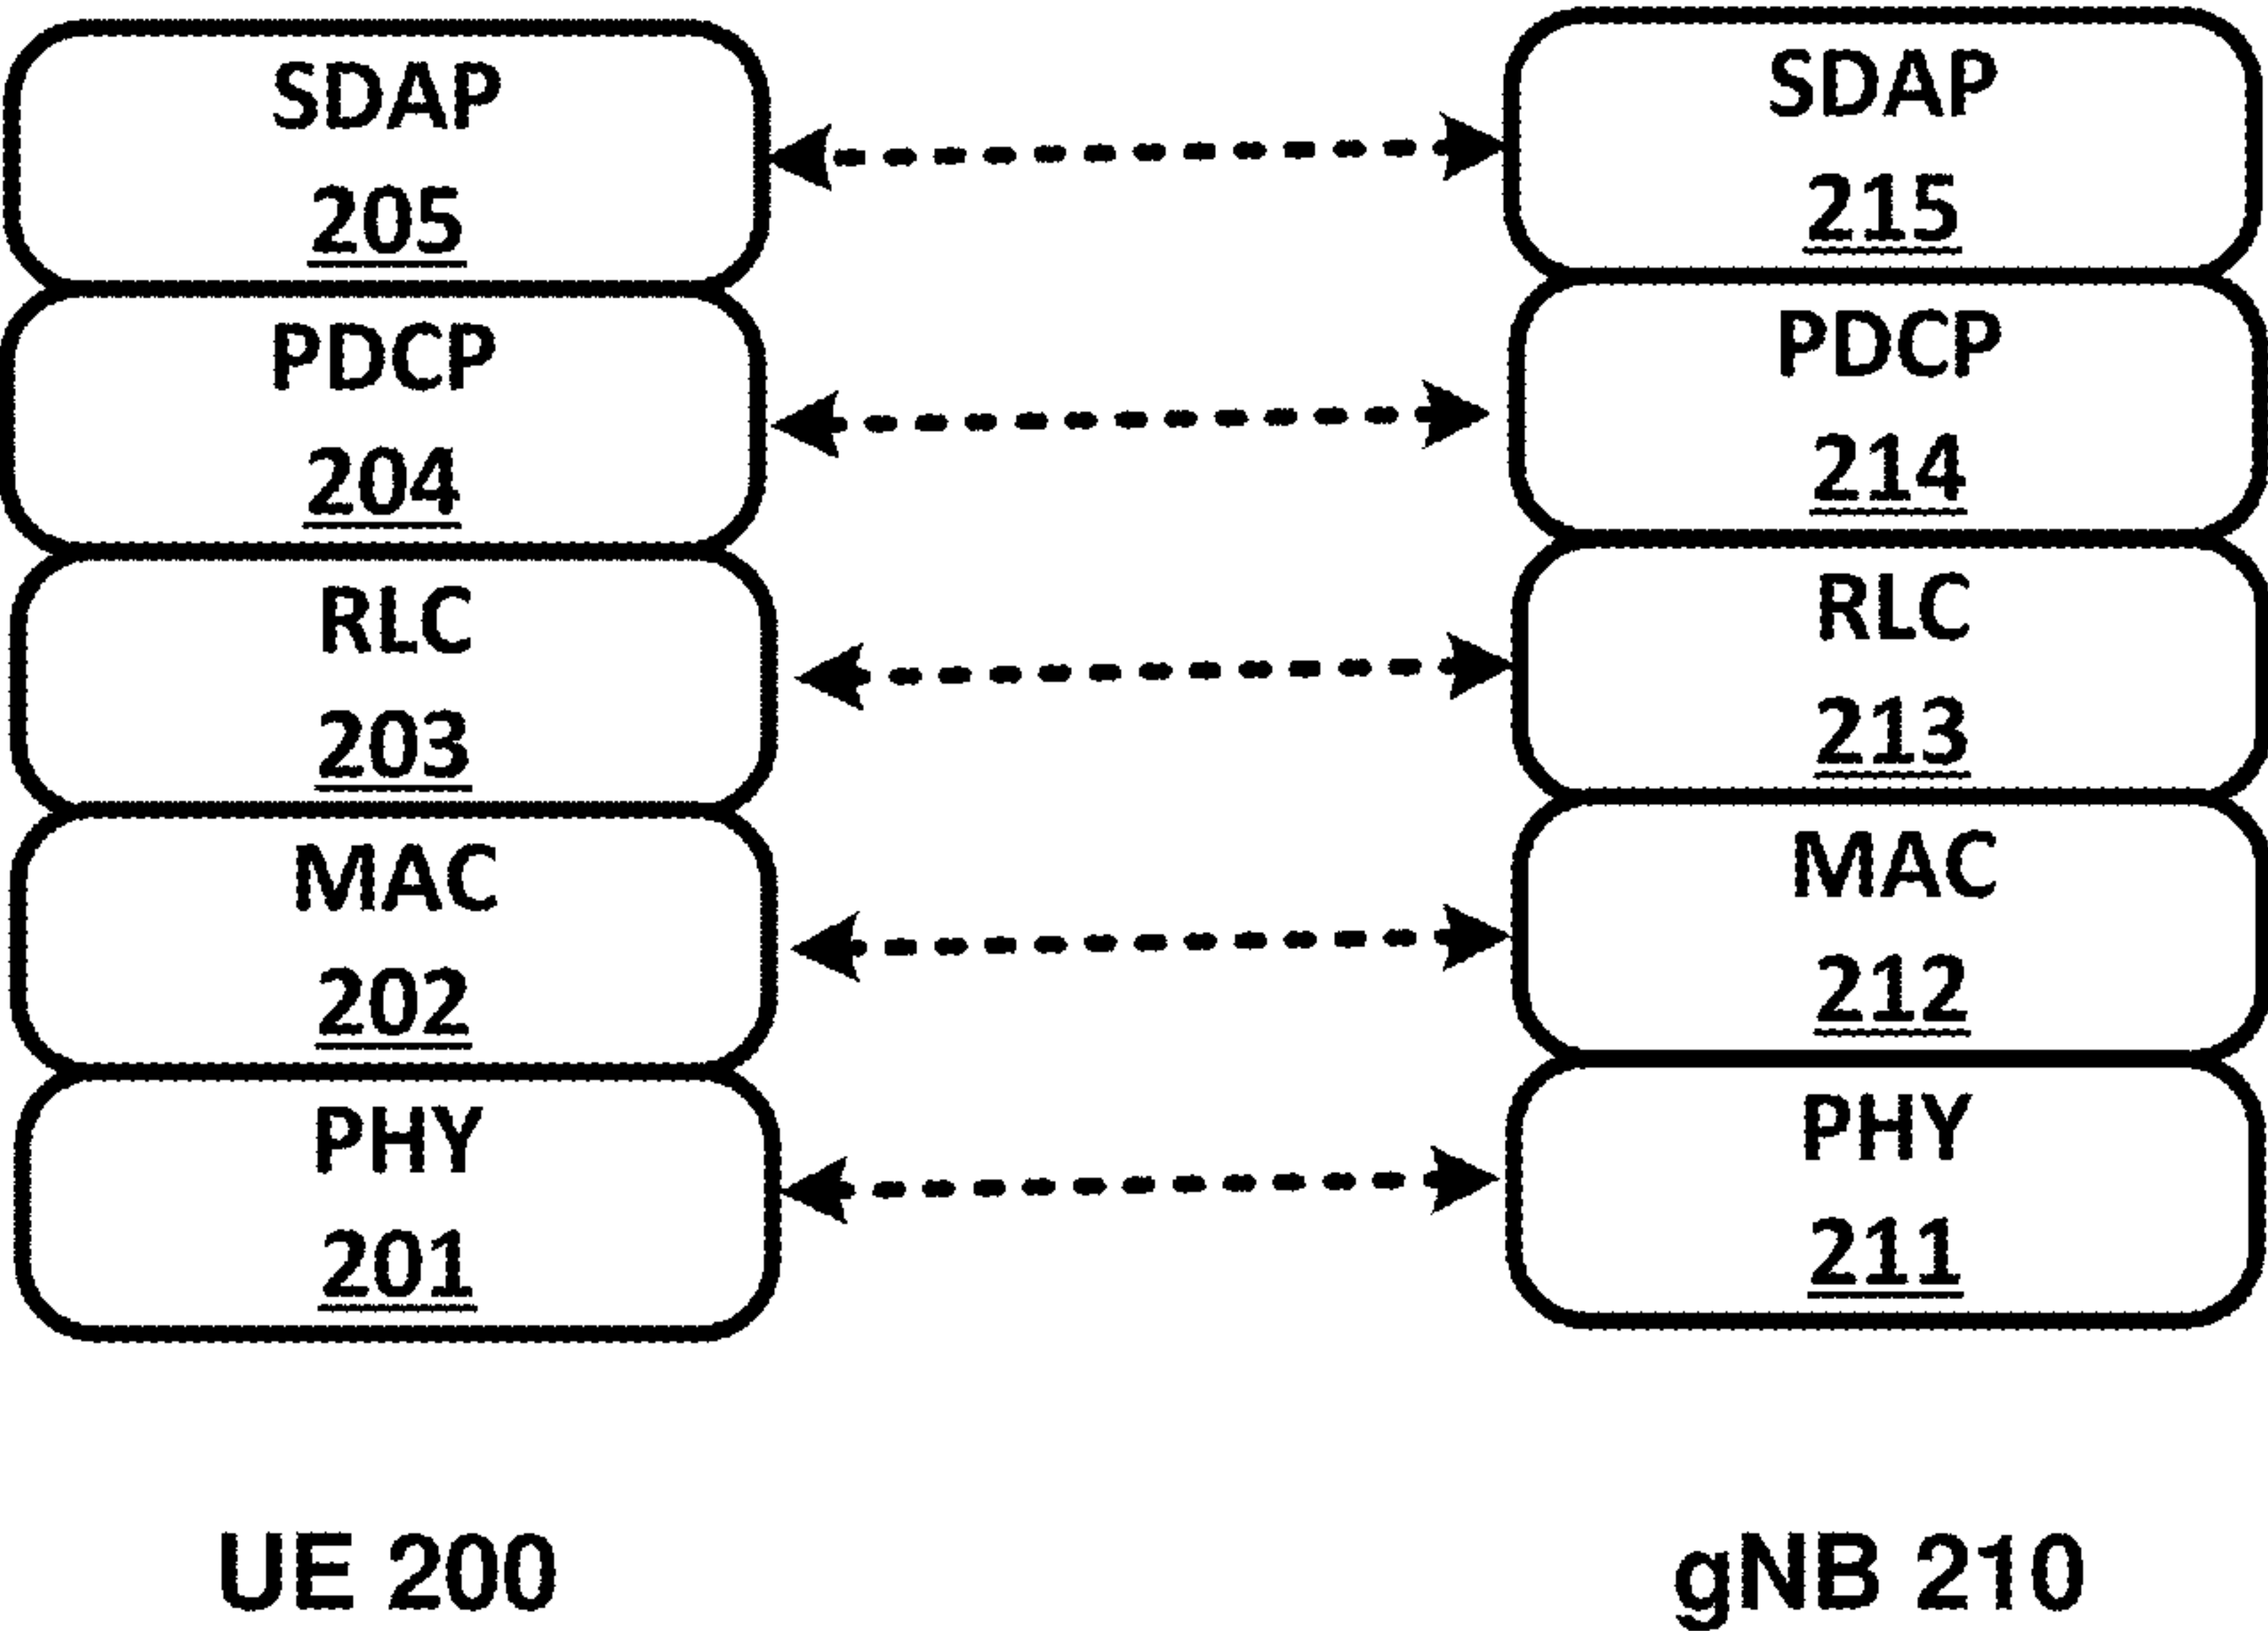 SDAP
205
SDAP
215
PDCP
204
PDCP
214
RLC
203
RLC
213
MAC
202
MAC
212
PHY
201
PHY
211
UE 200
gNB 210